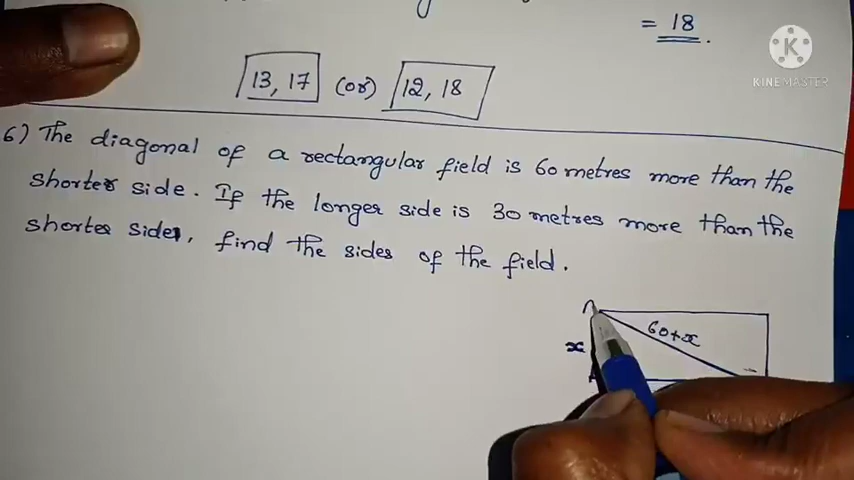 = 18
KINEMASTER
13, 17 (or) 12, 18
6) The diagonal of a rectangular field is 60 metres more than the
shorter side. If the longer side is 30 metres more than the
shorter side, find the sides of the field.
60+x
x